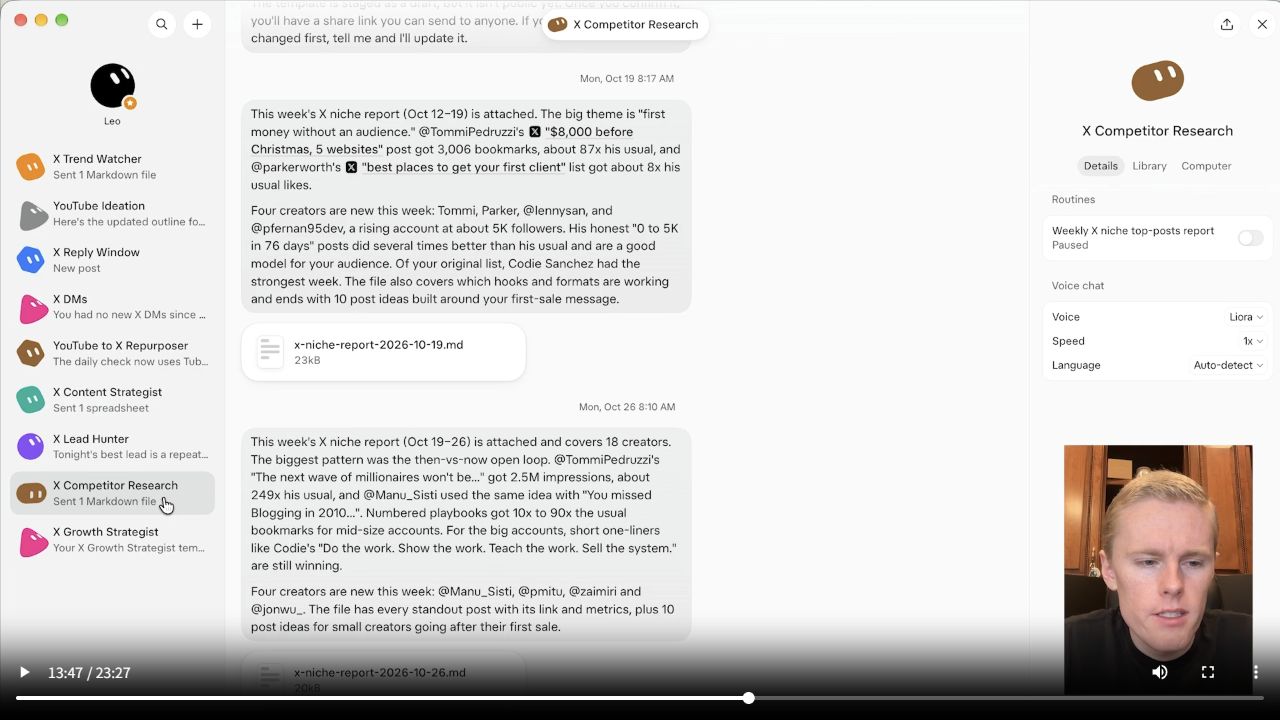 Leo
X Trend Watcher
Sent 1 Markdown file
YouTube Ideation
Here's the updated outline fo...
X Reply Window
New post
X DMs
You had no new X DMs since ...
YouTube to X Repurposer
The daily check now uses Tub...
X Content Strategist
Sent 1 spreadsheet
X Lead Hunter
Tonight's best lead is a repeat...
X Competitor Research
Sent 1 Markdown file
X Growth Strategist
Your X Growth Strategist tem...
X Competitor Research
The template is staged as a draft, but it isn't public yet. Once you confirm it,
you'll have a share link you can send to anyone. If yo
changed first, tell me and I'll update it.
Mon, Oct 19 8:17 AM
This week's X niche report (Oct 12–19) is attached. The big theme is "first
money without an audience." @TommiPedruzzi's X "$8,000 before
Christmas, 5 websites" post got 3,006 bookmarks, about 87x his usual, and
@parkerworth's X "best places to get your first client" list got about 8x his
usual likes.
Four creators are new this week: Tommi, Parker, @lennysan, and
@pfernan95dev, a rising account at about 5K followers. His honest "0 to 5K
in 76 days" posts did several times better than his usual and are a good
model for your audience. Of your original list, Codie Sanchez had the
strongest week. The file also covers which hooks and formats are working
and ends with 10 post ideas built around your first-sale message.
x-niche-report-2026-10-19.md
23kB
Mon, Oct 26 8:10 AM
This week's X niche report (Oct 19–26) is attached and covers 18 creators.
The biggest pattern was the then-vs-now open loop. @TommiPedruzzi's
"The next wave of millionaires won't be..." got 2.5M impressions, about
249x his usual, and @Manu_Sisti used the same idea with "You missed
Blogging in 2010...". Numbered playbooks got 10x to 90x the usual
bookmarks for mid-size accounts. For the big accounts, short one-liners
like Codie's "Do the work. Show the work. Teach the work. Sell the system."
are still winning.
Four creators are new this week: @Manu_Sisti, @pmitu, @zaimiri and
@jonwu_. The file has every standout post with its link and metrics, plus 10
post ideas for small creators going after their first sale.
x-niche-report-2026-10-26.md
20kB
X Competitor Research
Details Library Computer
Routines
Weekly X niche top-posts report
Paused
Voice chat
Voice Liora
Speed 1x
Language Auto-detect
13:47 / 23:27